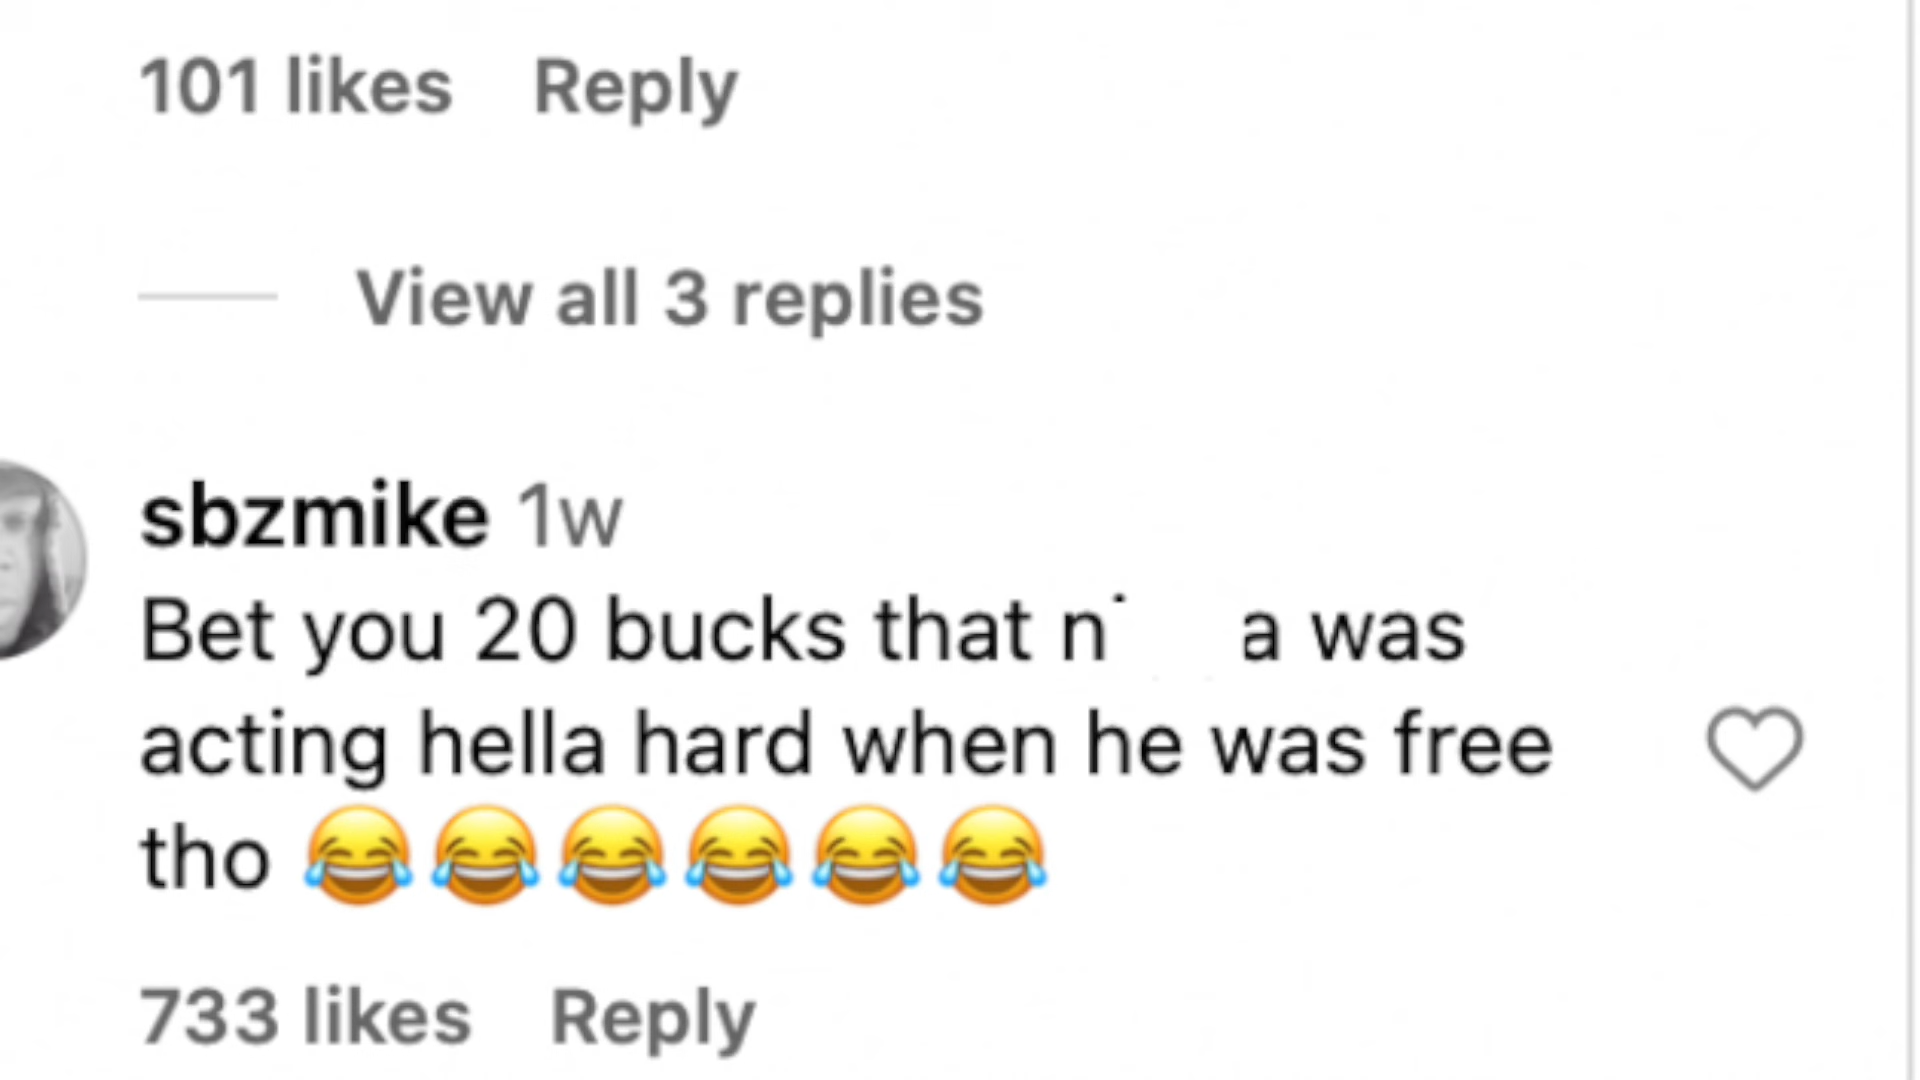 101 likes Reply
View all 3 replies
sbzmike 1w
Bet you 20 bucks that n a was
acting hella hard when he was free
tho 😂😂😂😂😂😂
733 likes Reply